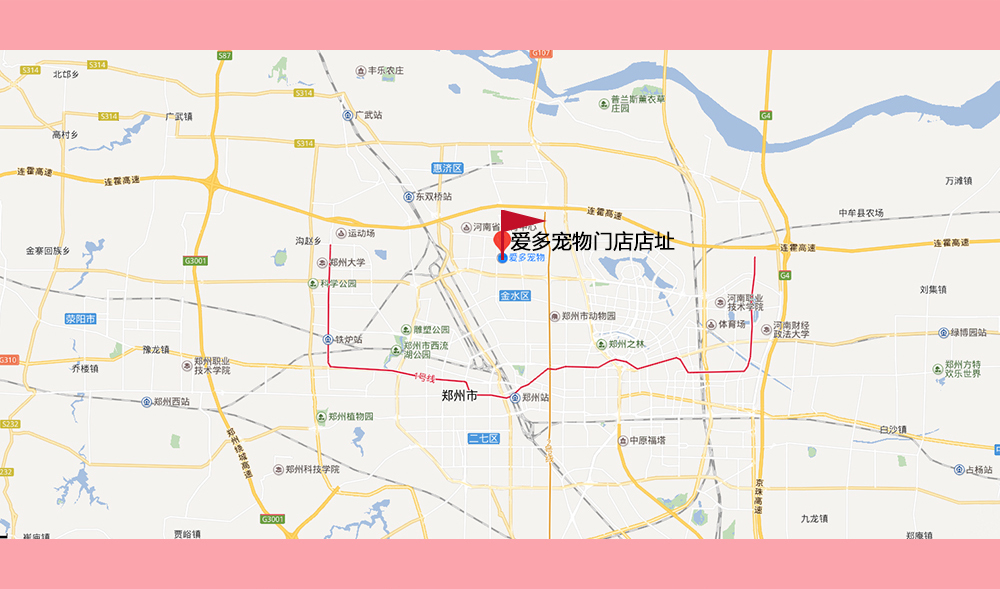 G107
S87
丰乐农庄
S314
S314
北邙乡
S314
普兰斯薰衣草
庄园
广武站
G4
S314
广武镇
高村乡
S314
惠济区
连霍高速
连霍高速
万滩镇
东双桥站
连霍高速
中牟县农场
河南省
心
运动场
沟赵乡
爱多宠物门店店址
连霍高速
连霍高速
金寨回族乡
爱多宠物
G3001
郑州大学
G4
科学公园
刘集镇
金水区
河南职业
技术学院
荥阳市
郑州市动物园
体育场
河南财经
政法大学
雕塑公园
绿博园站
铁炉站
郑州市西流
湖公园
郑州之林
豫龙镇
G310
郑州职业
技术学院
乔楼镇
郑州方特
欢乐世界
1号线
郑州市
郑州站
郑州西站
郑州植物园
S232
白沙镇
二七区
中原福塔
郑州绕城高速
郑州科技学院
占杨站
232
京珠高速
G3001
九龙镇
贾峪镇
崔庙镇
郑庵镇